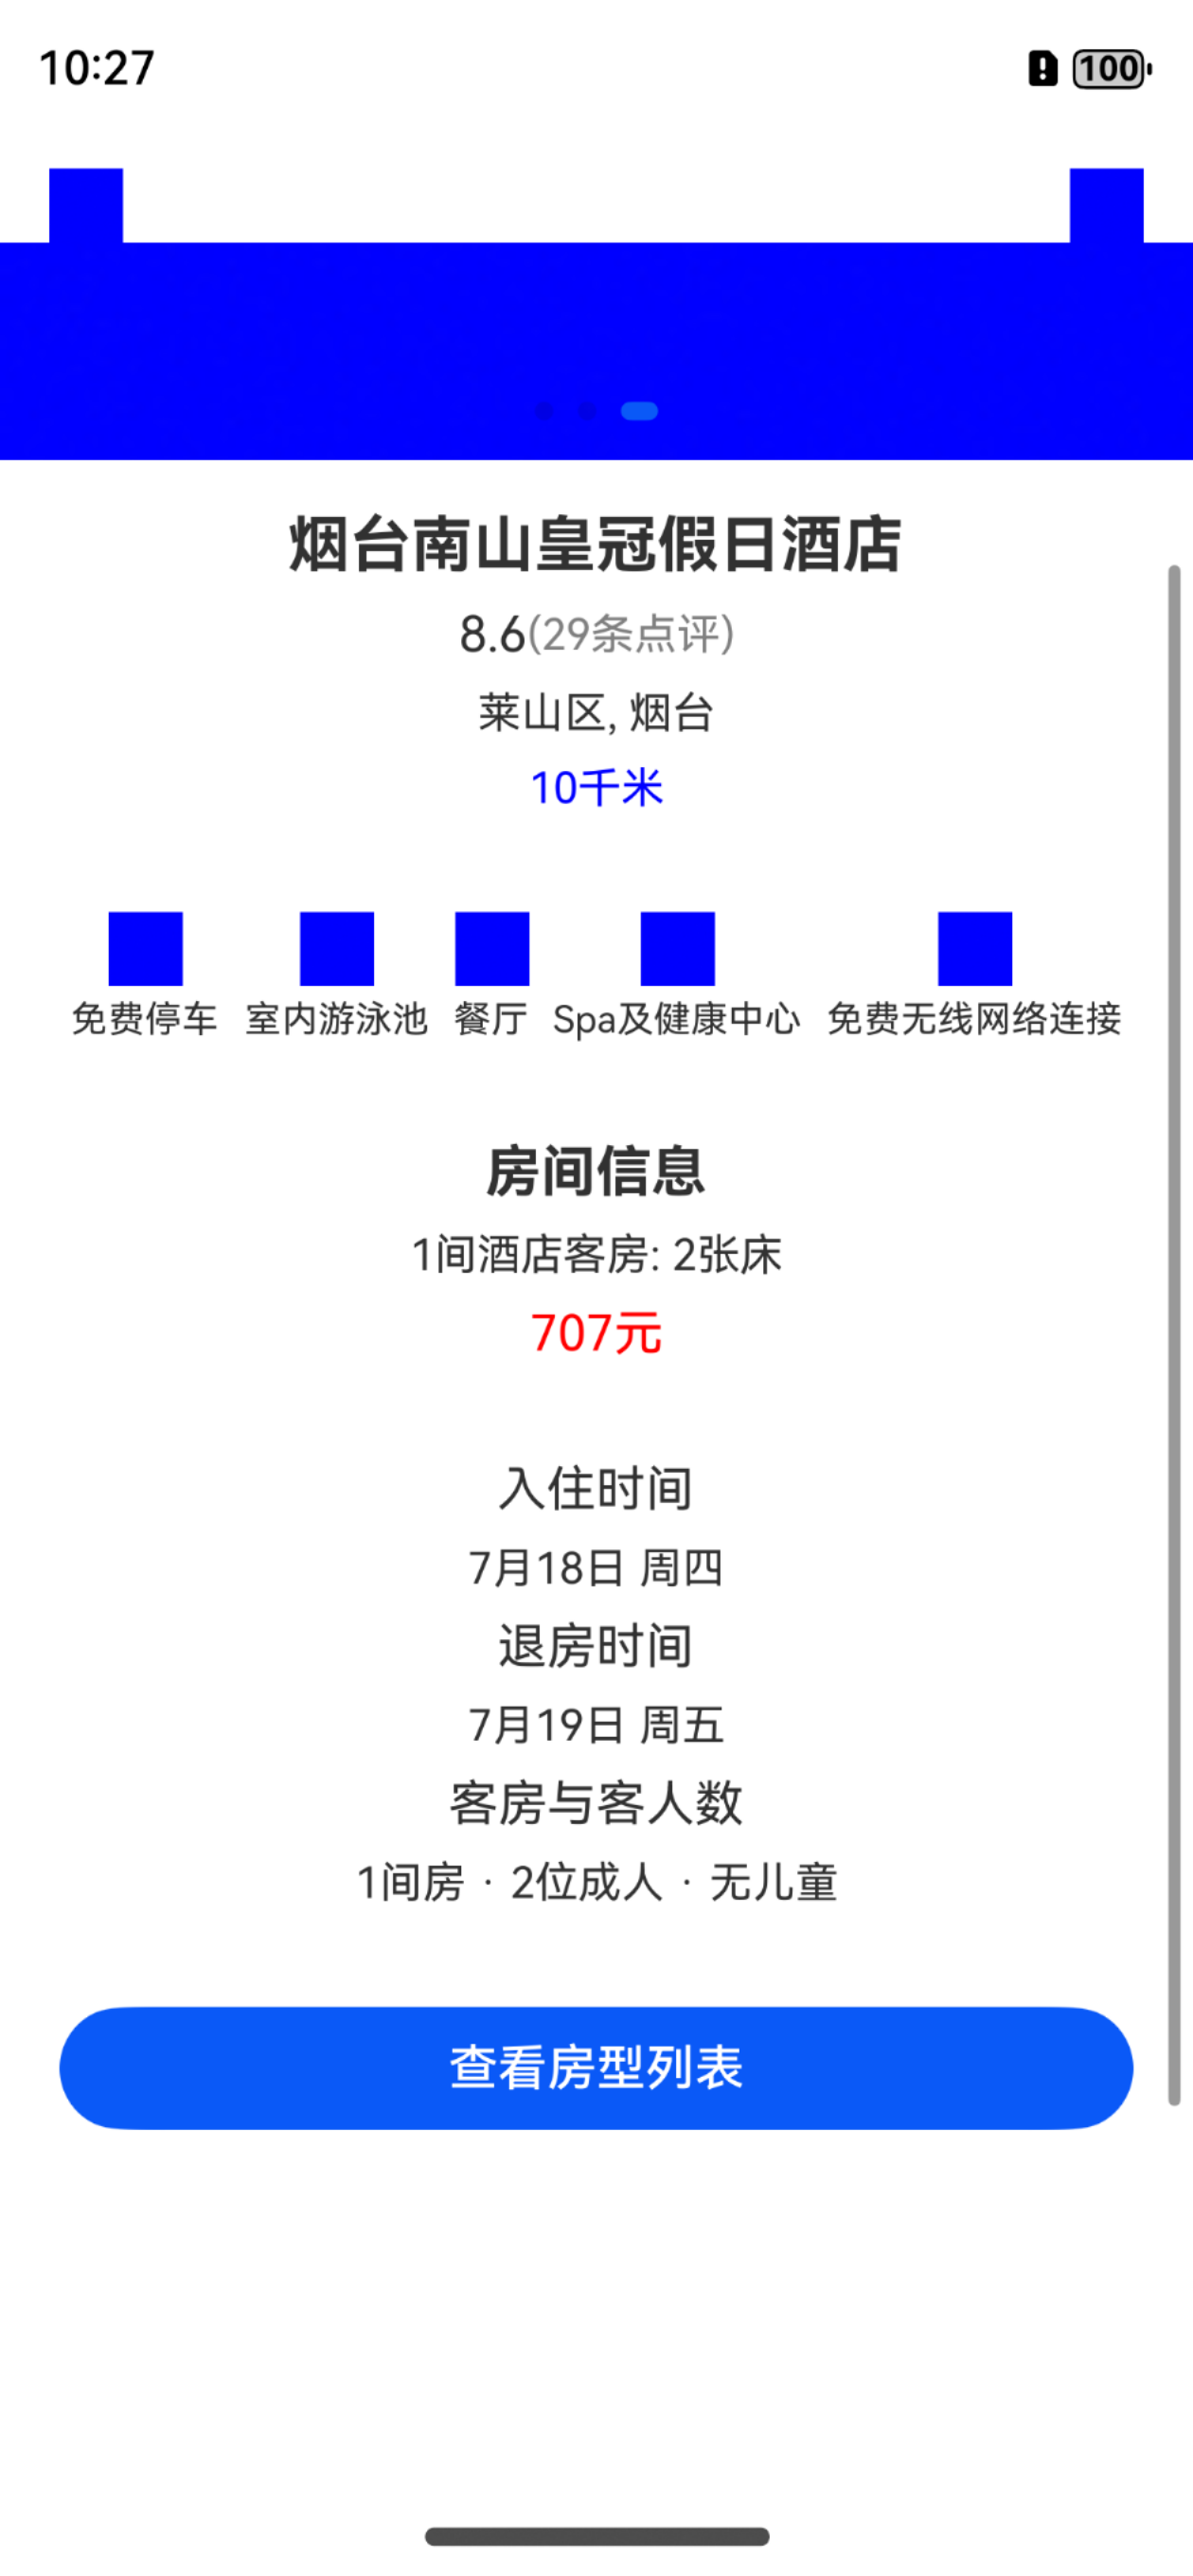 10:27
100
烟台南山皇冠假日酒店
8.6(29条点评)
莱山区, 烟台
10千米
免费停车 室内游泳池 餐厅 Spa及健康中心 免费无线网络连接
房间信息
1间酒店客房: 2张床
707元
入住时间
7月18日 周四
退房时间
7月19日 周五
客房与客人数
1间房 · 2位成人 · 无儿童
查看房型列表